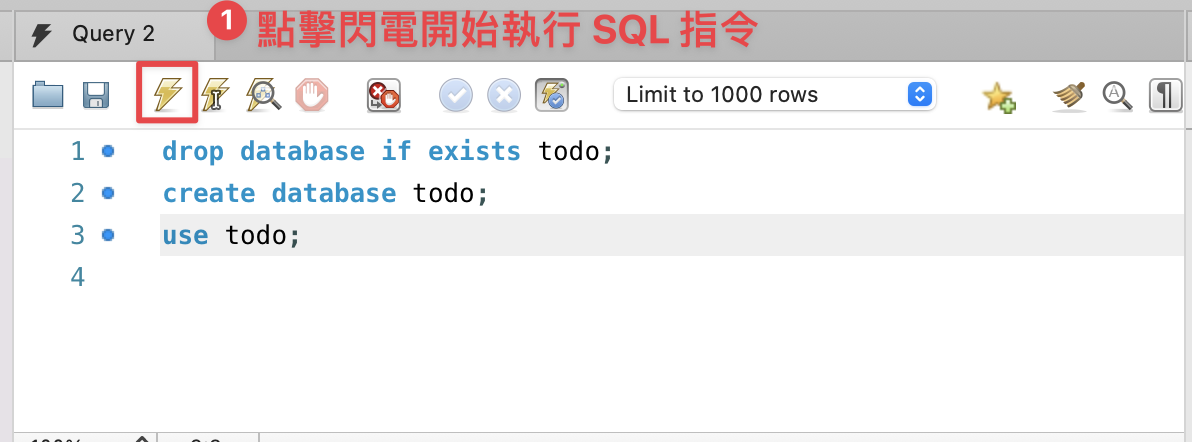 Query 2
1 點擊閃電開始執行 SQL 指令
Limit to 1000 rows
1 drop database if exists todo;
2 create database todo;
3 use todo;
4